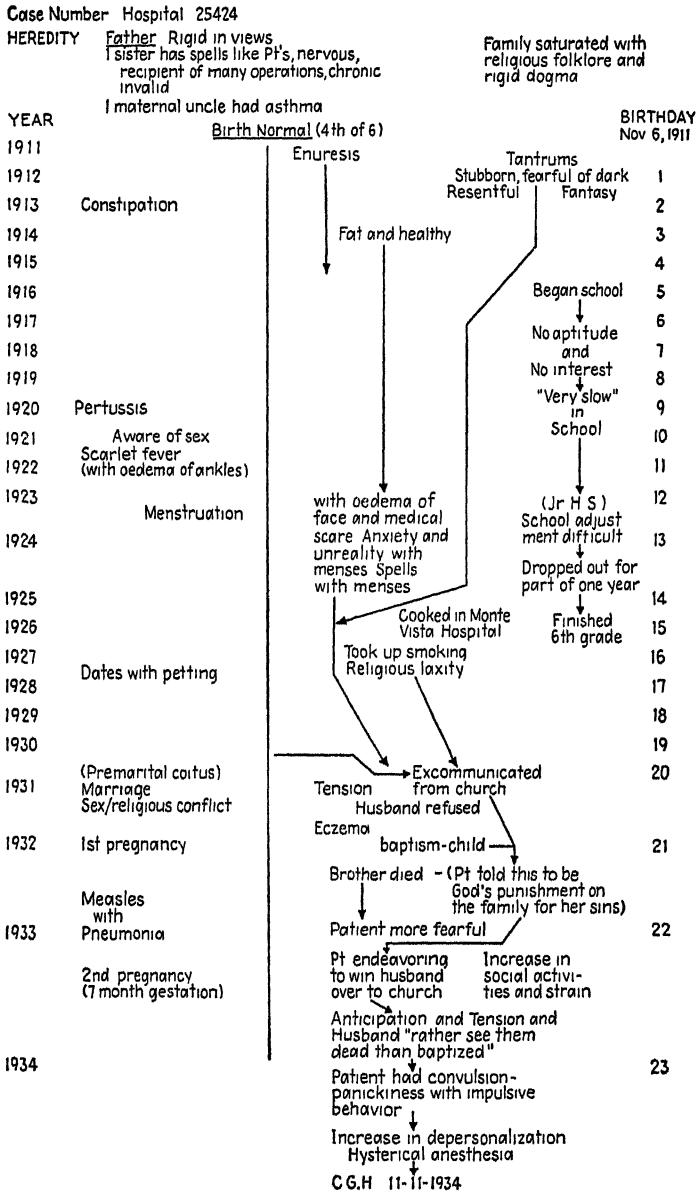 Case Number Hospital 25424
HEREDITY Father Rigid in views
1 sister has spells like Pt's, nervous,
recipient of many operations, chronic
invalid
1 maternal uncle had asthma
Family saturated with
religious folklore and
rigid dogma
YEAR
BIRTHDAY
Nov 6, 1911
Birth Normal (4th of 6)
1911
Enuresis
Tantrums
1912
Stubborn, fearful of dark
1
Resentful Fantasy
1913 Constipation
2
1914
Fat and healthy
3
1915
4
1916
Began school
5
1917
6
No aptitude
and
No interest
1918
7
1919
8
"Very slow"
in
School
1920 Pertussis
9
1921 Aware of sex
10
Scarlet fever
1922 (with oedema of ankles)
11
1923
12
Menstruation
with oedema of
face and medical
scare Anxiety and
unreality with
menses Spells
with menses
(Jr H S)
School adjust
ment difficult
1924
13
Dropped out for
part of one year
1925
14
Cooked in Monte
Vista Hospital
Finished
6th grade
1926
15
1927
16
Took up smoking
Religious laxity
Dates with petting
1928
17
1929
18
1930
19
(Premarital coitus)
1931 Marriage
Sex/religious conflict
20
Excommunicated
from church
Tension
Husband refused
Eczema
1932 1st pregnancy
baptism-child
21
Brother died - (Pt told this to be
God's punishment on
the family for her sins)
Measles
with
1933 Pneumonia
Patient more fearful
22
2nd pregnancy
(7 month gestation)
Pt endeavoring
to win husband
over to church
Increase in
social activi-
ties and strain
Anticipation and Tension and
Husband "rather see them
dead than baptized"
1934
23
Patient had convulsion-
panickiness with impulsive
behavior
Increase in depersonalization
Hysterical anesthesia
C G.H 11-11-1934